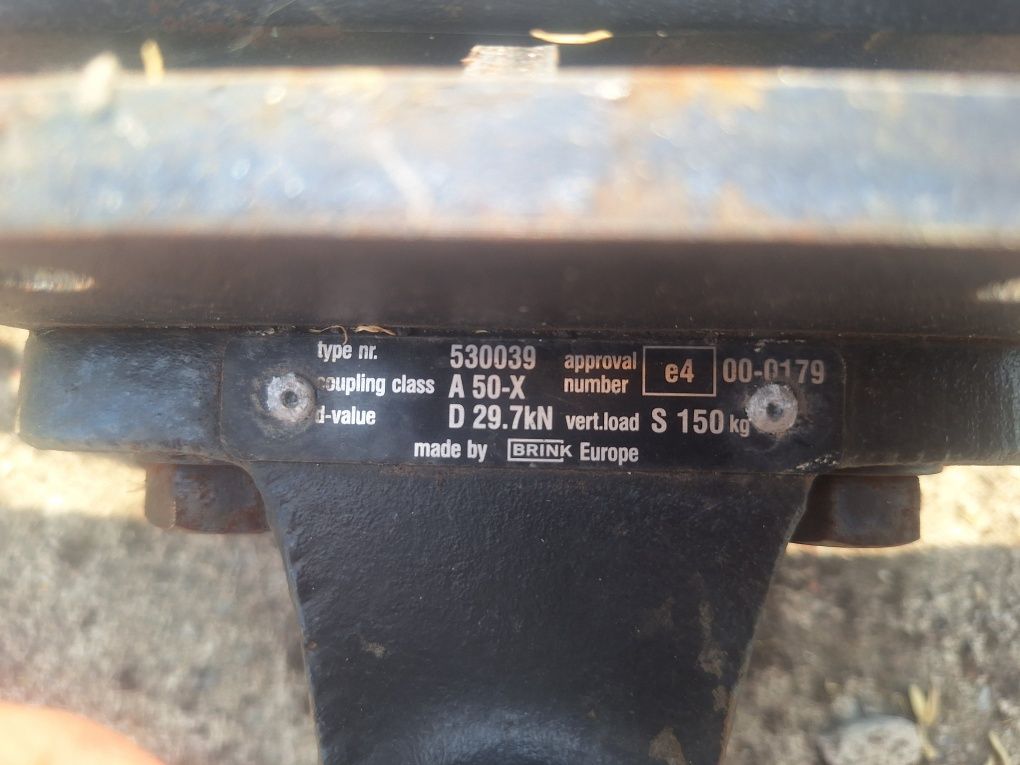 type nr. 530039 approval number e4 00-0179
coupling class A 50-X
d-value D 29.7kN vert.load S 150 kg
made by BRINK Europe